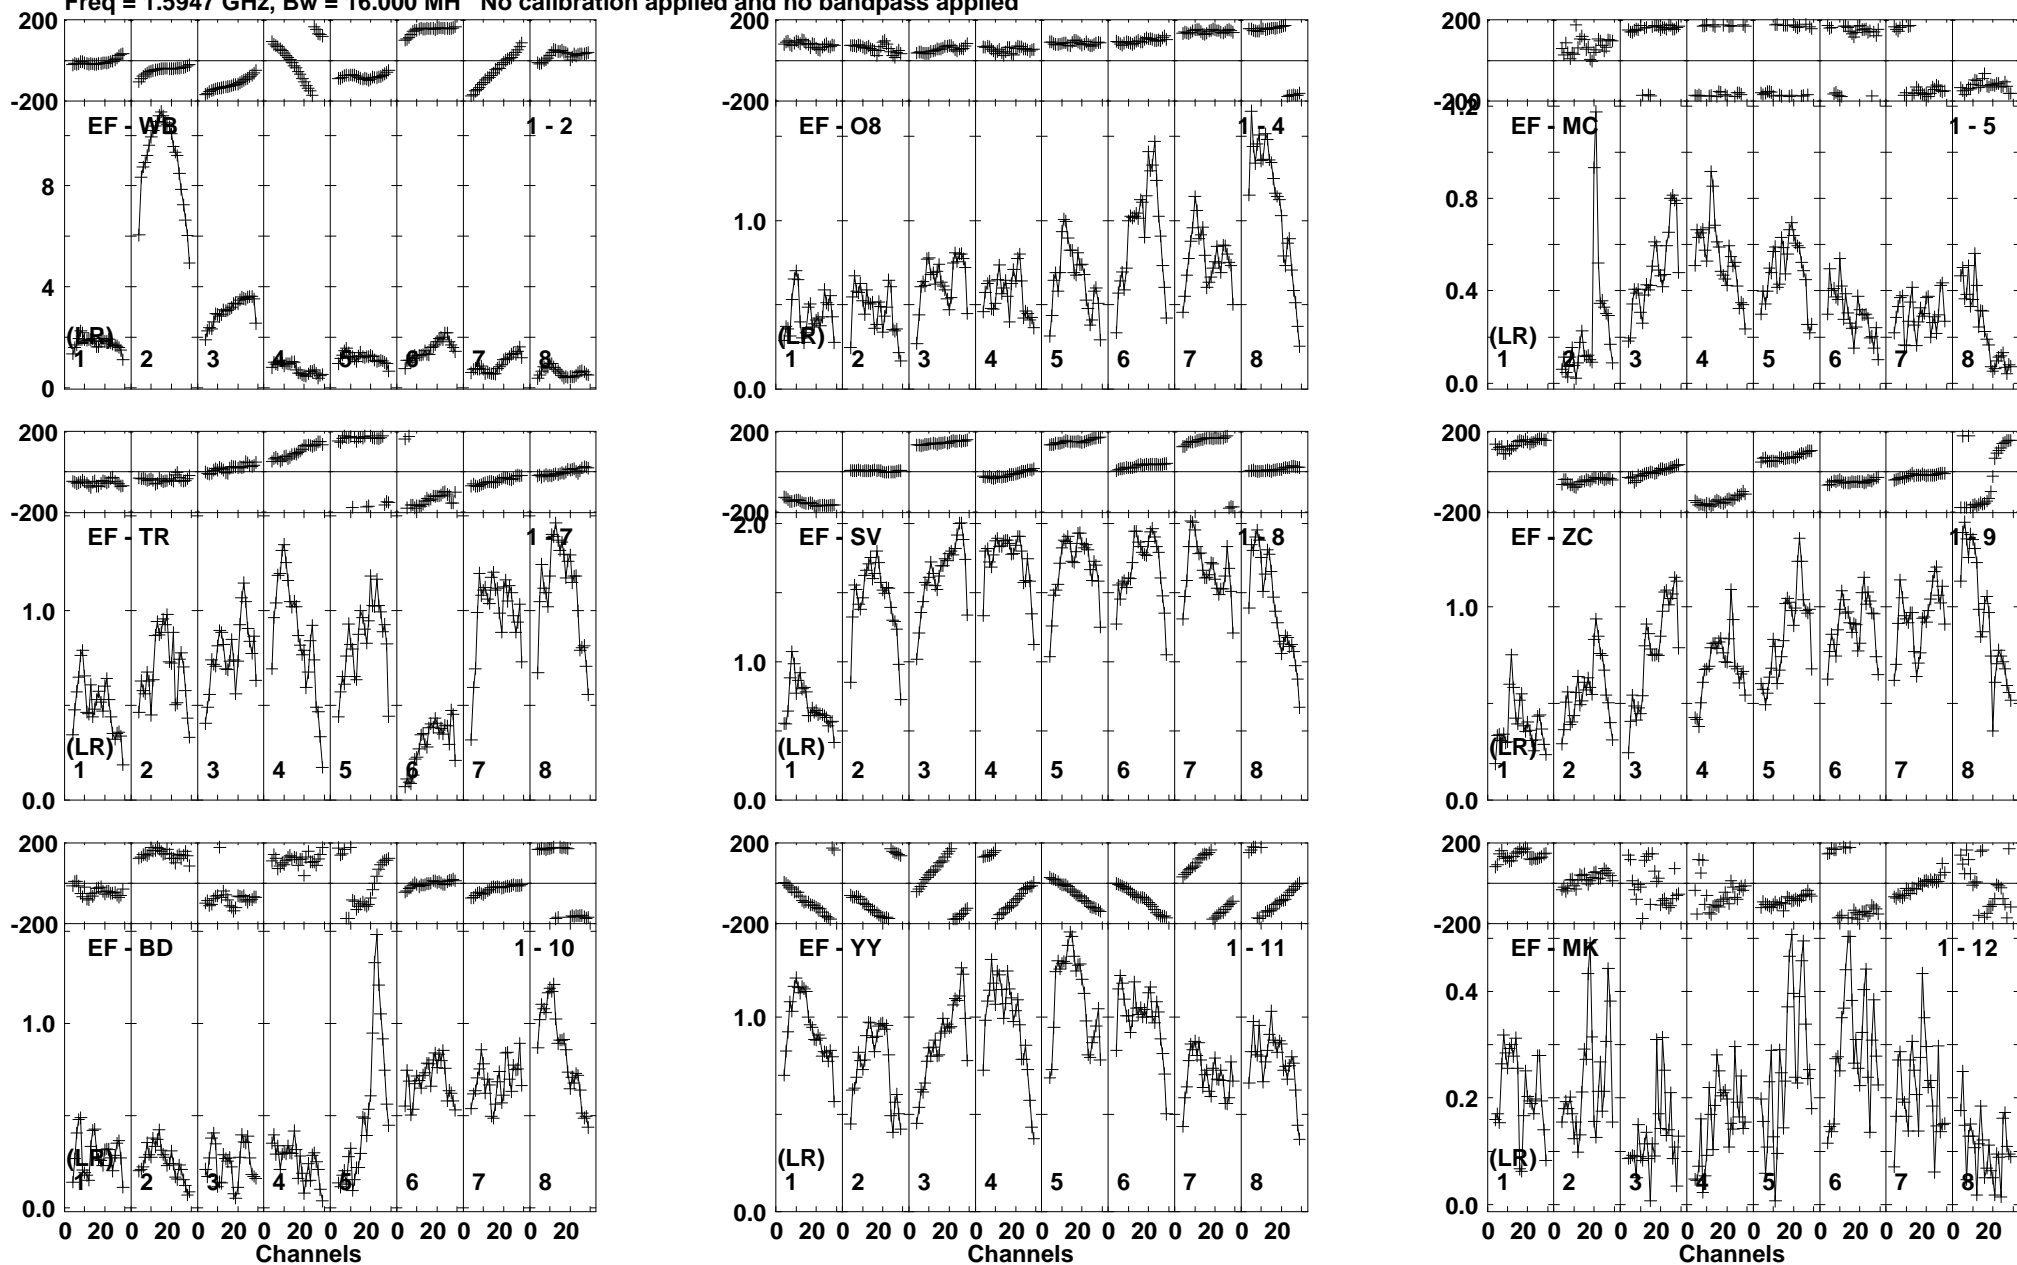 Freq = 1.5947 GHz, Bw = 16.000 MH No calibration applied and no bandpass applied
200 200 200
-200 -200 -200
EF - WB 1 - 2 EF - O8 1 - 4 1.2 EF - MC 1 - 5
8 1.0 0.8
4 0.4
(LR) (LR) (LR)
1 2 3 4 5 6 7 8 1 2 3 4 5 6 7 8 1 2 3 4 5 6 7 8
0 0.0 0.0
200 200 200
-200 -200 -200
EF - TR 1 - 7 2.0 EF - SV 1 - 8 EF - ZC 1 - 9
1.0 1.0 1.0
(LR) (LR) (LR)
1 2 3 4 5 6 7 8 1 2 3 4 5 6 7 8 1 2 3 4 5 6 7 8
0.0 0.0 0.0
200 200 200
-200 -200 -200
EF - BD 1 - 10 EF - YY 1 - 11 EF - MK 1 - 12
1.0 1.0 0.4
0.2
(LR) (LR) (LR)
1 2 3 4 5 6 7 8 1 2 3 4 5 6 7 8 1 2 3 4 5 6 7 8
0.0 0.0 0.0
0 20 0 20 0 20 0 20 0 20 0 20 0 20 0 20 0 20 0 20 0 20 0 20 0 20 0 20 0 20 0 20 0 20 0 20 0 20 0 20 0 20 0 20 0 20 0 20
Channels Channels Channels